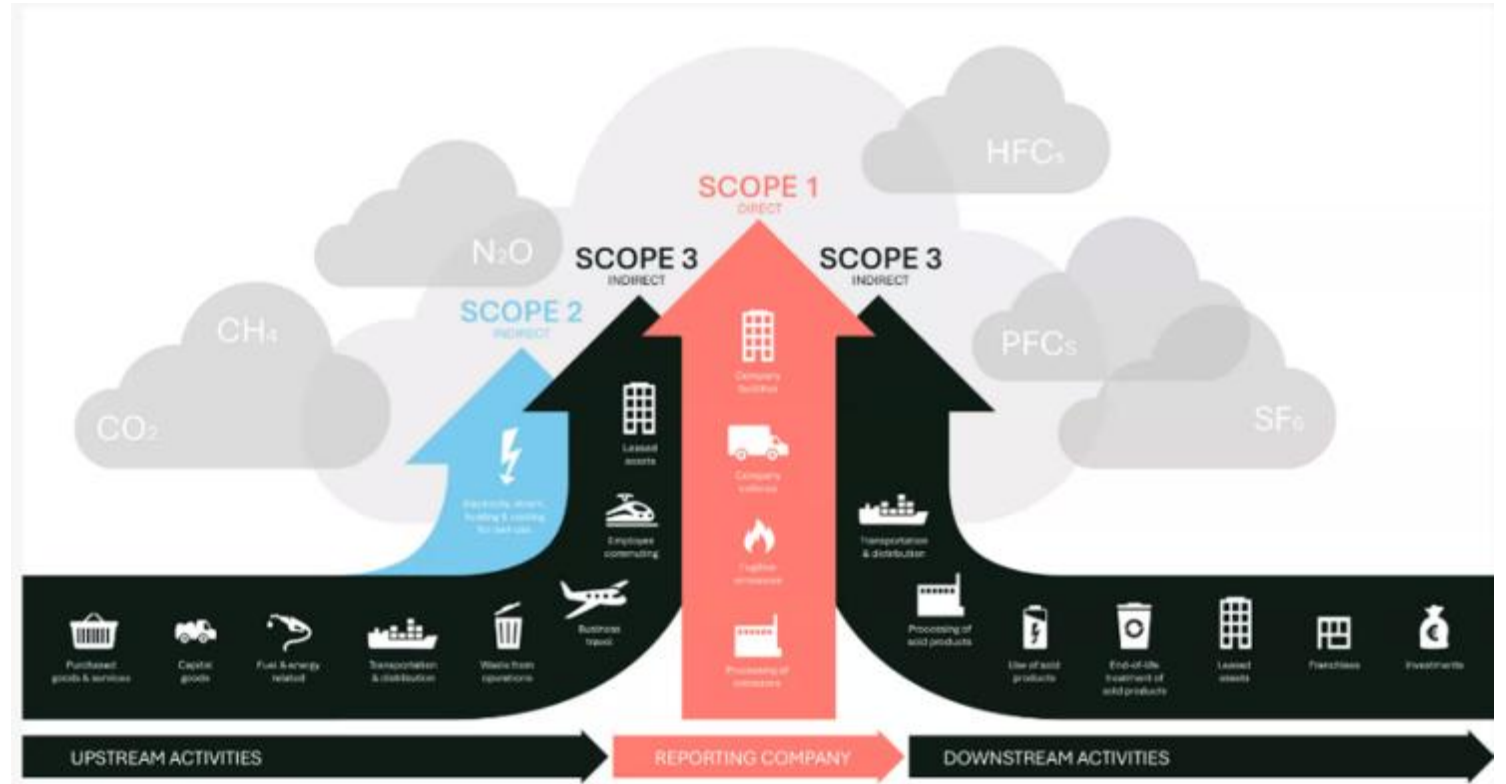 HFCs
SCOPE 1
DIRECT
N2O
SCOPE 3
INDIRECT
SCOPE 3
INDIRECT
SCOPE 2
INDIRECT
CH4
PFCs
CO2
SF6
Company
facilities
Leased
assets
Company
vehicles
Electricity, steam,
heating & cooling
for own use
Employee
commuting
Transportation
& distribution
Fugitive
emissions
Business
travel
Processing of
sold products
Purchased
goods & services
Capital
goods
Fuel & energy
related
Transportation
& distribution
Waste from
operations
Processing of
Use of sold
products
End-of-life
treatment of
sold products
Leased
assets
Franchises
Investments
UPSTREAM ACTIVITIES
REPORTING COMPANY
DOWNSTREAM ACTIVITIES